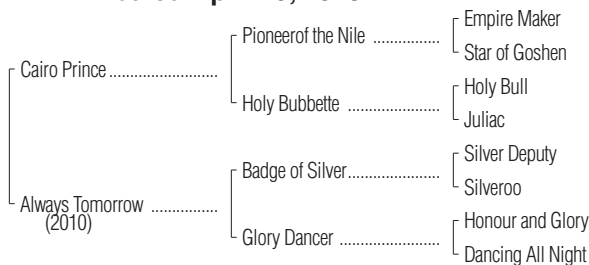 Empire Maker
Pioneerof the Nile ..................
Star of Goshen
Cairo Prince .............................
Holy Bull
Holy Bubbette .........................
Juliac
Silver Deputy
Badge of Silver.........................
Silveroo
Always Tomorrow ..................
(2010)
Honour and Glory
Glory Dancer ...........................
Dancing All Night